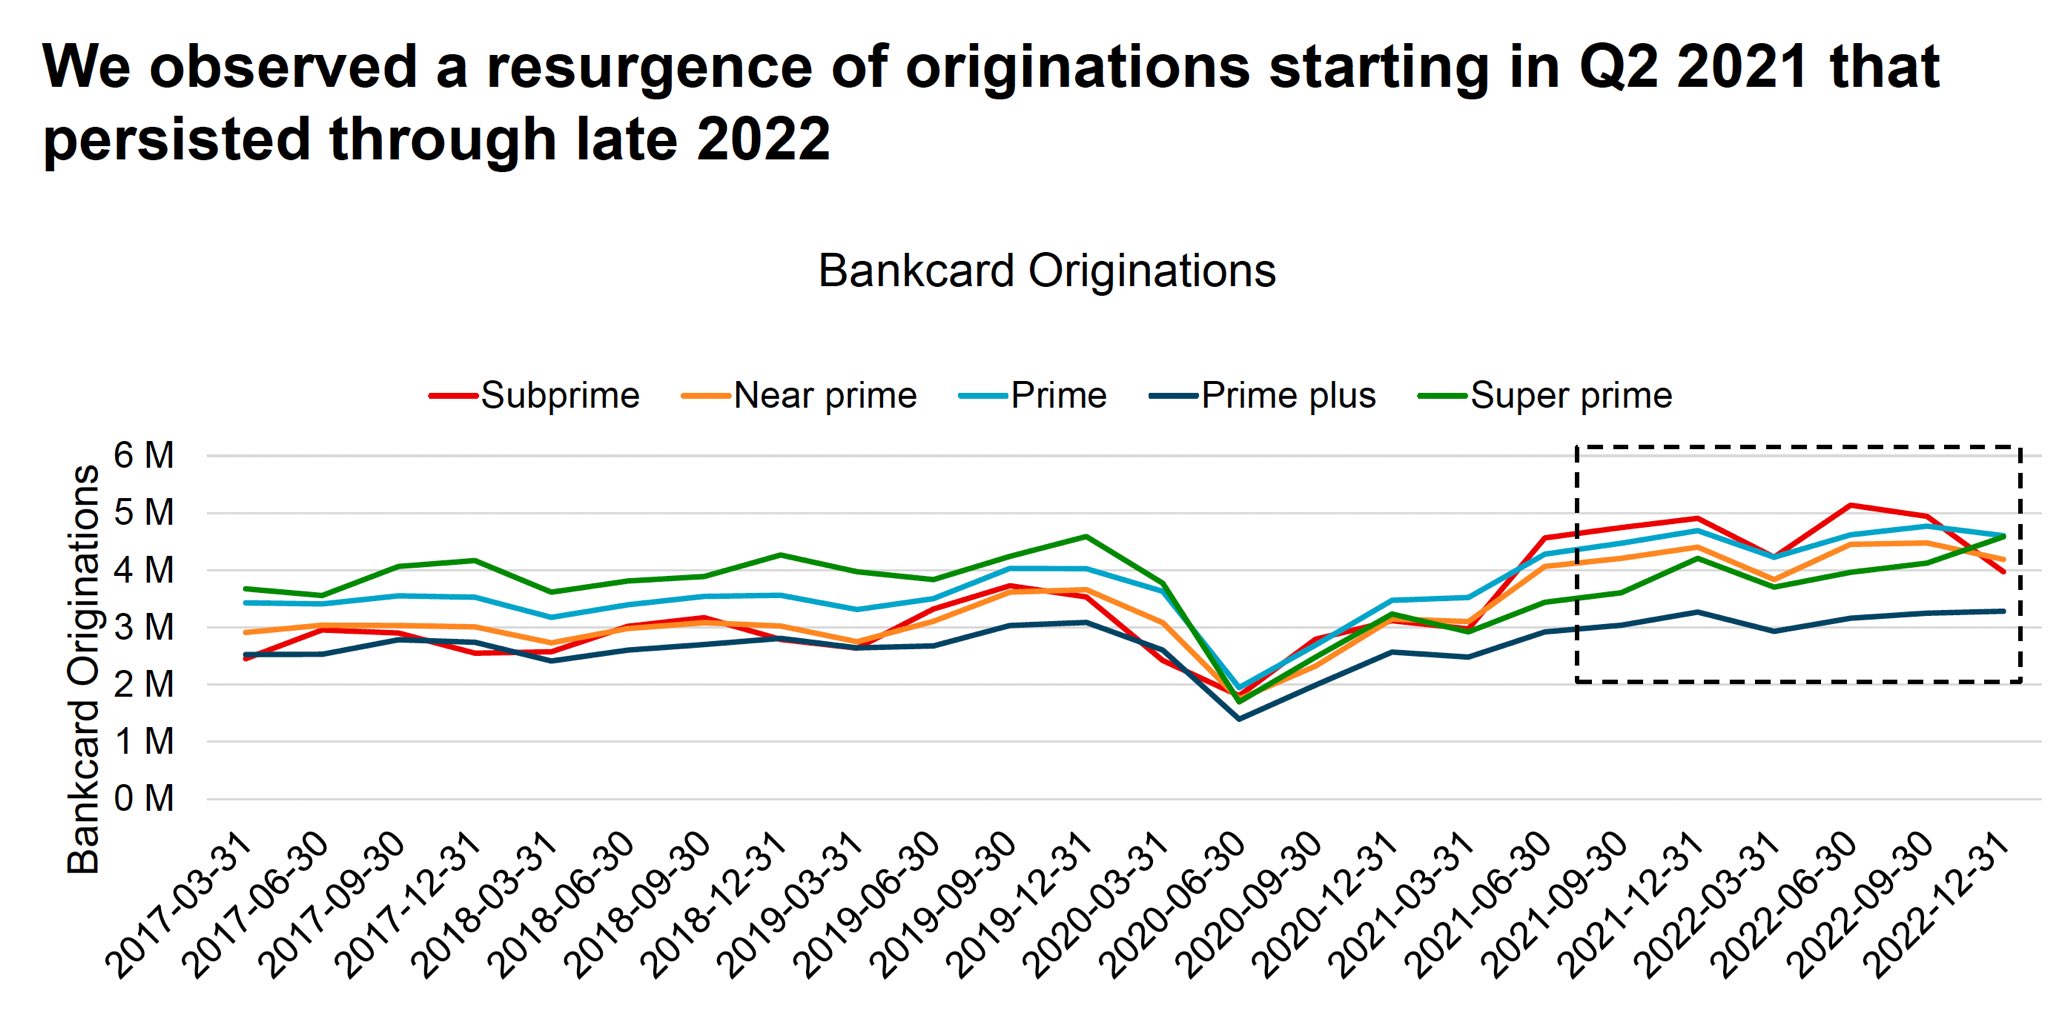 We observed a resurgence of originations starting in Q2 2021 that
persisted through late 2022
Bankcard Originations
Subprime Near prime Prime Prime plus Super prime
Bankcard Originations
6 M
5 M
4 M
3 M
2 M
1 M
0 M
2017-03-31
2017-06-30
2017-09-30
2017-12-31
2018-03-31
2018-06-30
2018-09-30
2018-12-31
2019-03-31
2019-06-30
2019-09-30
2019-12-31
2020-03-31
2020-06-30
2020-09-30
2020-12-31
2021-03-31
2021-06-30
2021-09-30
2021-12-31
2022-03-31
2022-06-30
2022-09-30
2022-12-31